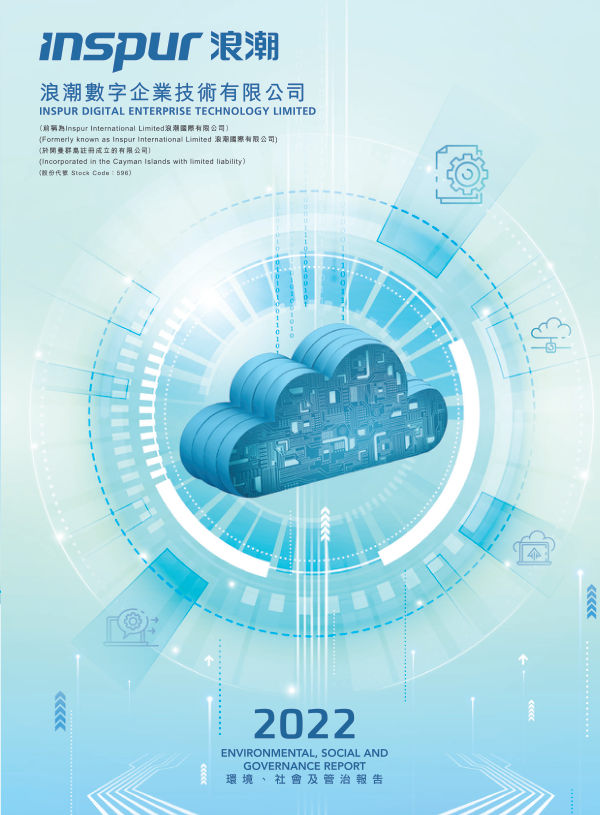 inspur 浪潮
浪潮數字企業技術有限公司
INSPUR DIGITAL ENTERPRISE TECHNOLOGY LIMITED
(前稱為Inspur International Limited浪潮國際有限公司)
(Formerly known as Inspur International Limited 浪潮國際有限公司)
(於開曼群島註冊成立的有限公司)
(Incorporated in the Cayman Islands with limited liability)
(股份代號 Stock Code：596)
2022
ENVIRONMENTAL, SOCIAL AND
GOVERNANCE REPORT
環境、社會及管治報告